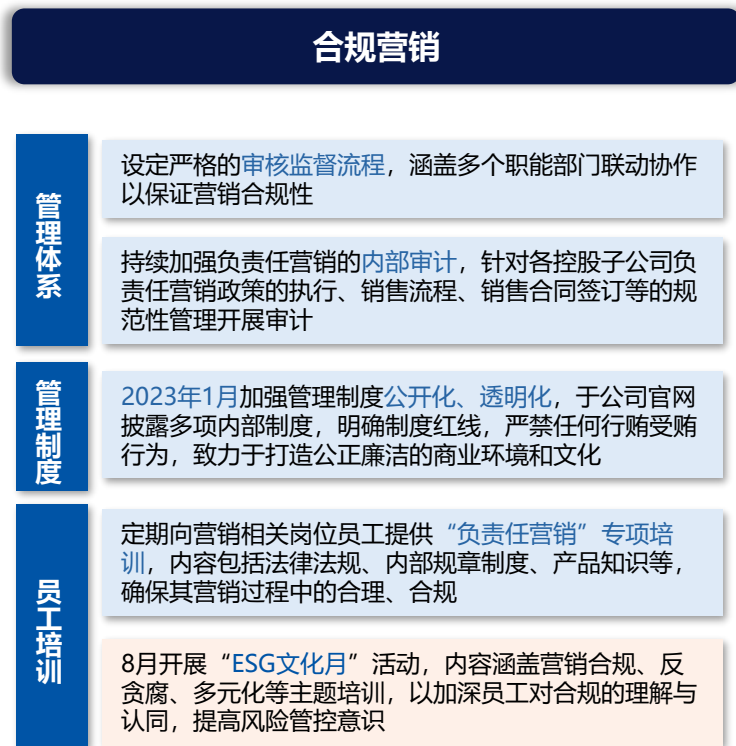 合规营销
管理体系
设定严格的审核监督流程，涵盖多个职能部门联动协作
以保证营销合规性
持续加强负责任营销的内部审计，针对各控股子公司负
责任营销政策的执行、销售流程、销售合同签订等的规
范性管理开展审计
管理制度
2023年1月加强管理制度公开化、透明化，于公司官网
披露多项内部制度，明确制度红线，严禁任何行贿受贿
行为，致力于打造公正廉洁的商业环境和文化
员工培训
定期向营销相关岗位员工提供“负责任营销”专项培
训，内容包括法律法规、内部规章制度、产品知识等，
确保其营销过程中的合理、合规
8月开展“ESG文化月”活动，内容涵盖营销合规、反
贪腐、多元化等主题培训，以加深员工对合规的理解与
认同，提高风险管控意识